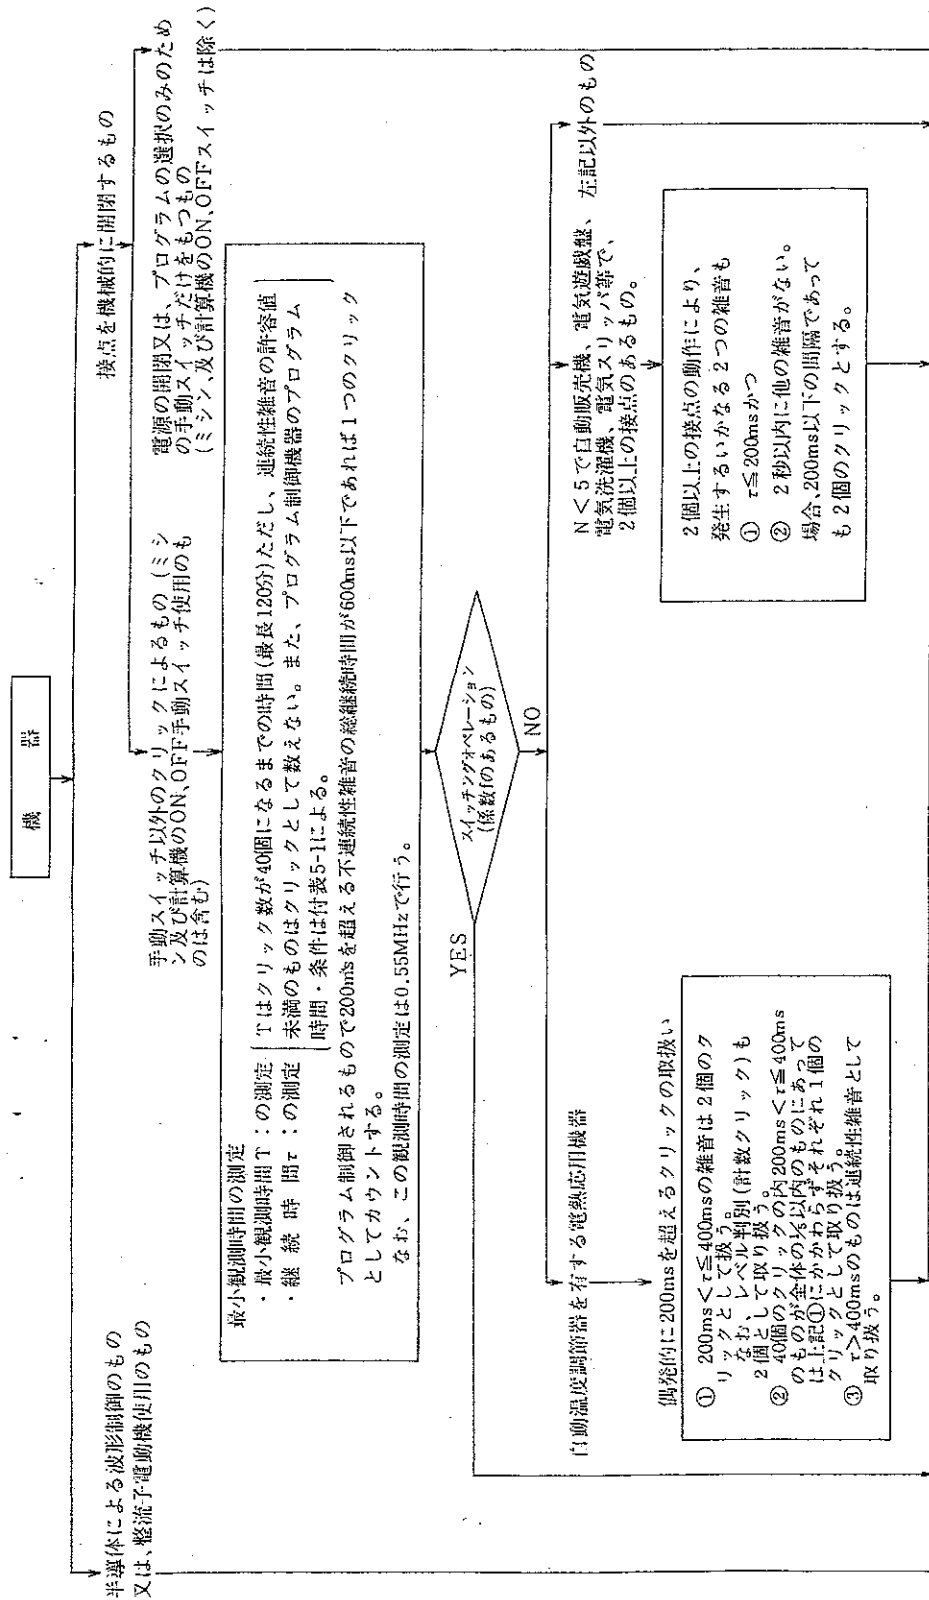 機　器
半導体による波形制御のもの
又は、整流子電動機使用のもの
接点を機械的に開閉するもの
手動スイッチ以外のクリックによるもの(ミシ
ン及び計算機のON、OFF手動スイッチ使用のも
のは含む)
電源の開閉又は、プログラムの選択のみのため
の手動スイッチだけをもつもの
(ミシン、及び計算機のON、OFFスイッチは除く)
最小観測時間の測定
・最小観測時間T：の測定
・継 続 時 間τ：の測定
Tはクリック数が40個になるまでの時間(最長120分)ただし、連続性雑音の許容値
未満のものはクリックとして数えない。また、プログラム制御機器のプログラム
時間・条件は付表5-1による。
プログラム制御されるもので200msを超える不連続性雑音の総継続時間が600ms以下であれば1つのクリック
としてカウントする。
なお、この観測時間の測定は0.55MHzで行う。
スイッチングオペレーション
(係数fのあるもの)
YES
NO
自動温度調節器を有する電熱応用機器
N＜5で自動販売機、電気遊戯盤、
電気洗濯機、電気スリッパ等で、
2個以上の接点のあるもの。
左記以外のもの
偶発的に200msを超えるクリックの取扱い
① 200ms＜τ≦400msの雑音は2個のク
リックとして扱う。
なお、レベル判別(計数クリック)も
2個として取り扱う。
② 40個のクリックの内200ms＜τ≦400ms
のものが全体の⅕以内のものにあって
は上記①にかかわらずそれぞれ1個の
クリックとして取り扱う。
③ τ＞400msのものは連続性雑音として
取り扱う。
2個以上の接点の動作により、
発生するいかなる2つの雑音も
① τ≦200msかつ
② 2秒以内に他の雑音がない。
場合、200ms以下の間隔であって
も2個のクリックとする。